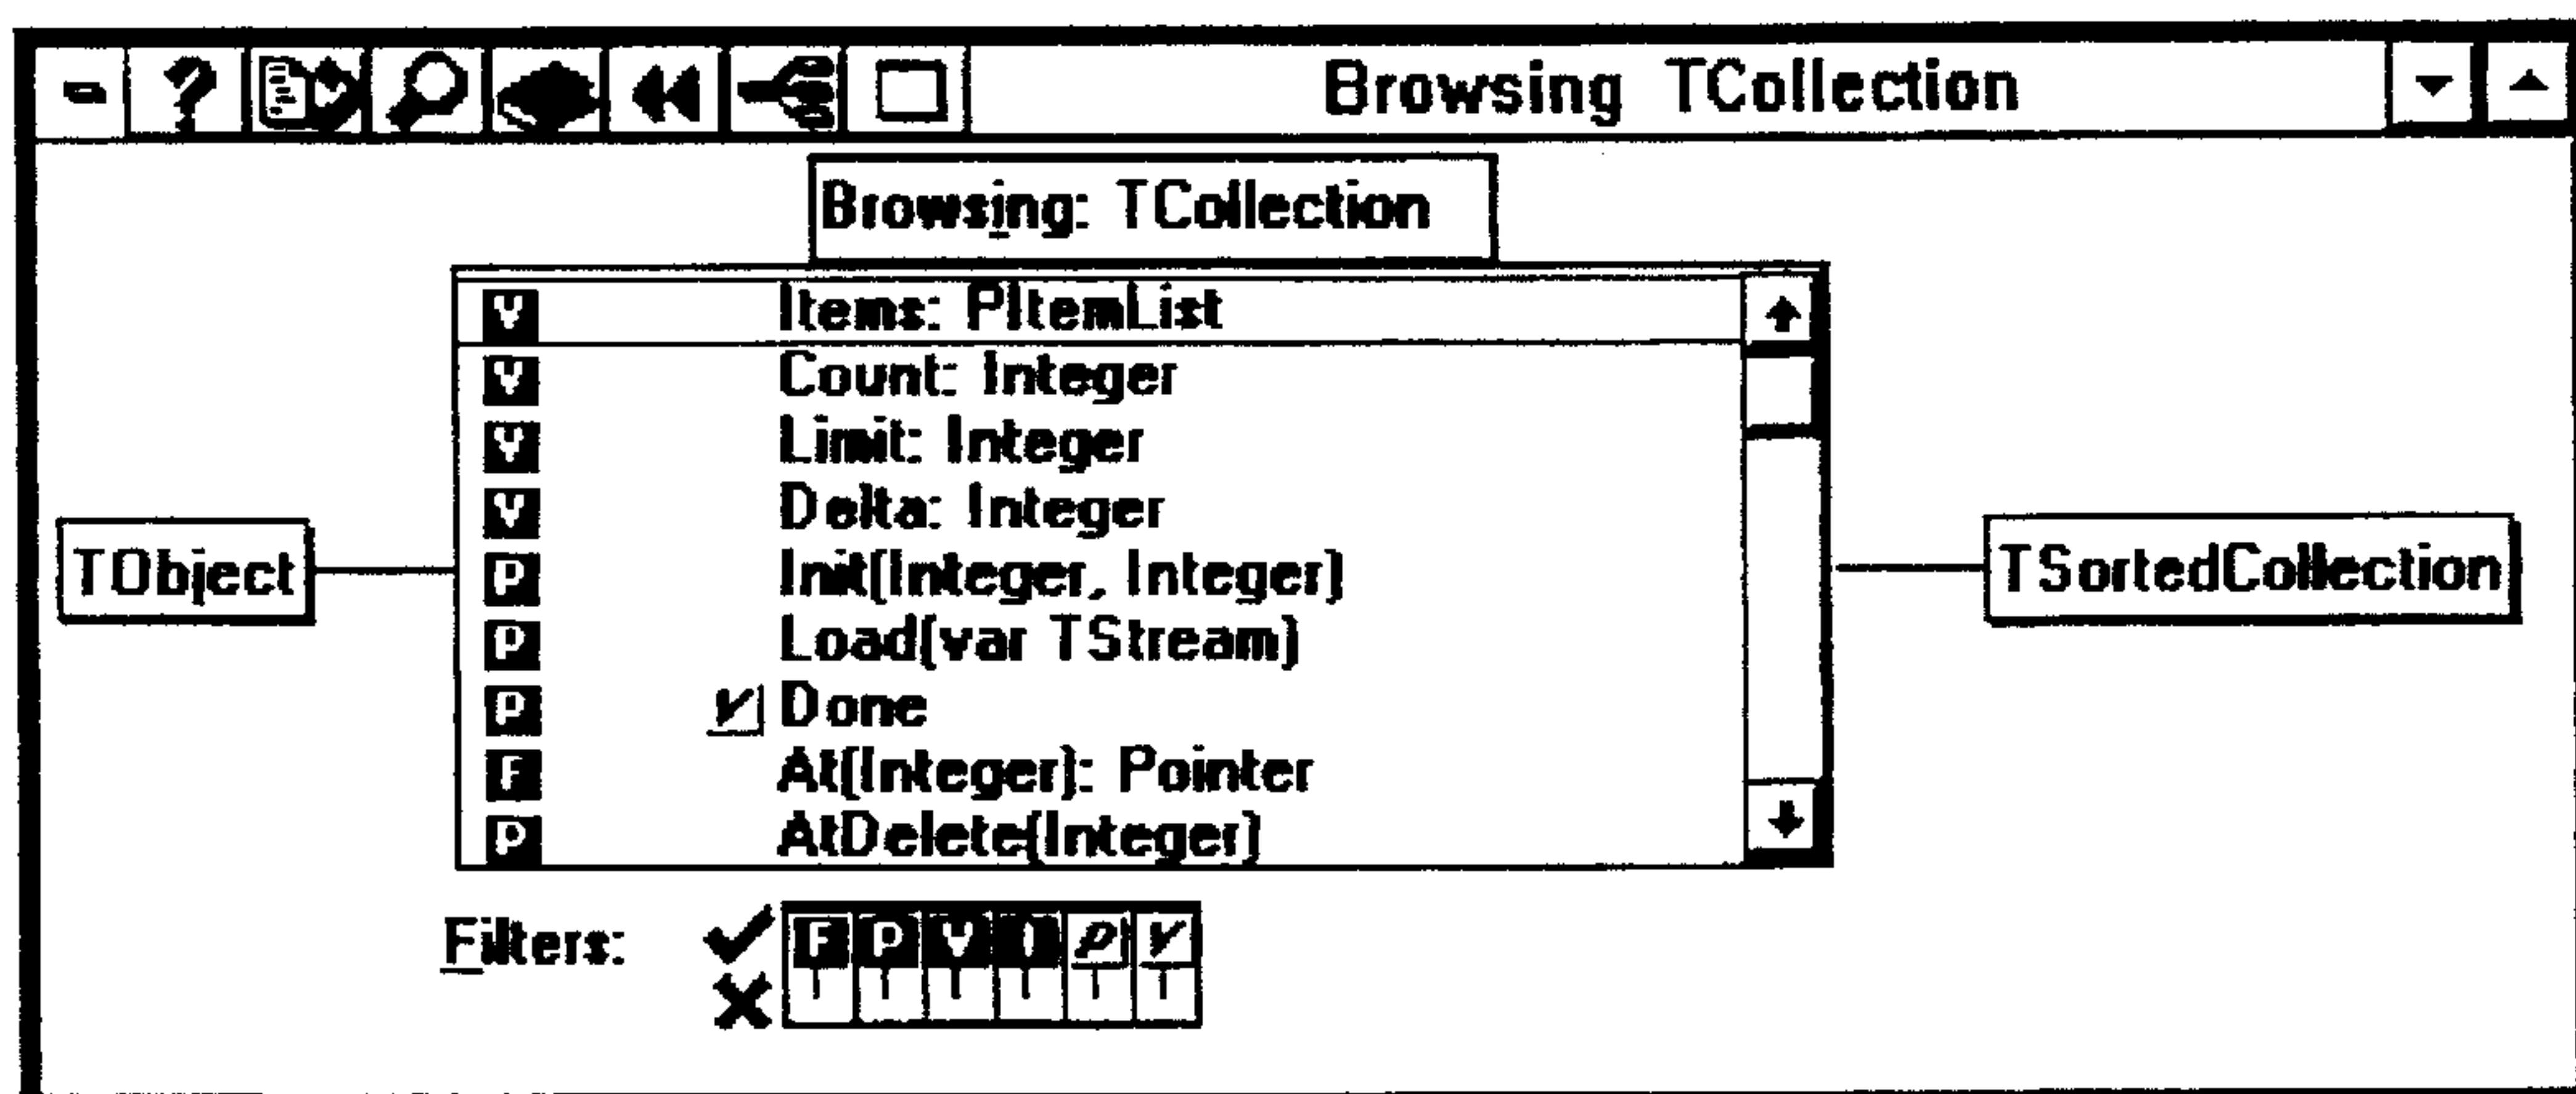 ? Browsing TCollection
Browsing: TCollection
V Items: PItemList
V Count: Integer
V Limit: Integer
V Delta: Integer
TObject
P Init(Integer, Integer)
TSortedCollection
P Load(var TStream)
P V Done
F At(Integer): Pointer
P AtDelete(Integer)
Filters: F P V I P V